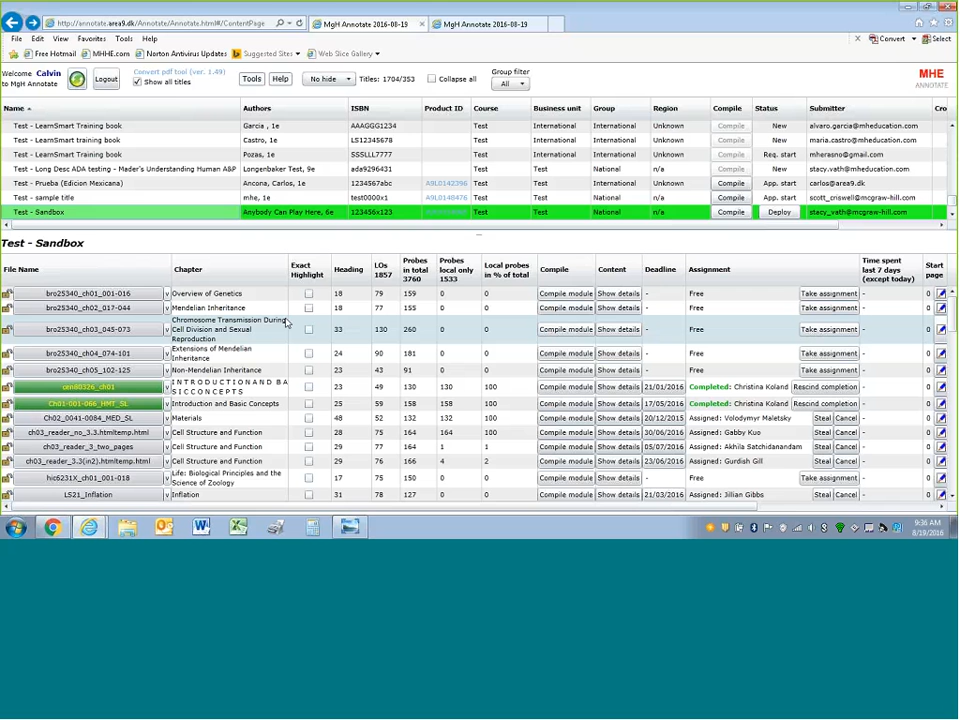 http://annotate.area9.dk/Annotate/Annotate.html#/ContentPage
MgH Annotate 2016-08-19
MgH Annotate 2016-08-19
File Edit View Favorites Tools Help
Convert Select
Free Hotmail MHHE.com Norton Antivirus Updates Suggested Sites Web Slice Gallery
Welcome Calvin
to MgH Annotate
Logout
Convert pdf tool (ver. 1.49)
Show all titles
Tools Help No hide Titles: 1704/353 Collapse all
Group filter
All
MHE
ANNOTATE
Name Authors ISBN Product ID Course Business unit Group Region Compile Status Submitter Cro
Test - LearnSmart Training book Garcia , 1e AAAGGG1234 Test International International Unknown Compile New alvaro.garcia@mheducation.com
Test - LearnSmart training book Castro, 1e LS12345678 Test International International Unknown Compile New maria.castro@mheducation.com
Test - LearnSmart Training book Pozas, 1e SSSLLL7777 Test International International Unknown Compile Req. start mherasno@gmail.com
Test - Long Desc ADA testing - Mader's Understanding Human A&P Longenbaker Test, 9e ada9296431 Test Test National n/a Compile New stacy.vath@mheducation.com
Test - Prueba (Edicion Mexicana) Ancona, Carlos, 1e 1234567abc A9L0142396 Test Test International Unknown Compile App. start carlos@area9.dk
Test - sample title mhe, 1e test0000x1 A9L0148476 Test Test National n/a Compile App. start scott_criswell@mcgraw-hill.com
Test - Sandbox Anybody Can Play Here, 6e 123456x123 Test Test National n/a Compile Deploy stacy_vath@mcgraw-hill.com
Test - Sandbox
File Name Chapter Exact Highlight Heading LOs 1857 Probes in total 3760 Probes local only 1533 Local probes in % of total Compile Content Deadline Assignment Time spent last 7 days (except today) Start page
bro25340_ch01_001-016 v Overview of Genetics 18 79 159 0 0 Compile module Show details - Free Take assignment - 0
bro25340_ch02_017-044 v Mendelian Inheritance 18 77 155 0 0 Compile module Show details - Free Take assignment - 0
bro25340_ch03_045-073 v Chromosome Transmission During Cell Division and Sexual Reproduction 33 130 260 0 0 Compile module Show details - Free Take assignment - 0
bro25340_ch04_074-101 v Extensions of Mendelian Inheritance 24 90 181 0 0 Compile module Show details - Free Take assignment - 0
bro25340_ch05_102-125 v Non-Mendelian Inheritance 23 43 91 0 0 Compile module Show details - Free Take assignment - 0
cen80326_ch01 v I N T R O D U C T I O N A N D B A S I C C O N C E P T S 23 49 130 130 100 Compile module Show details 21/01/2016 Completed: Christina Koland Rescind completion - 0
Ch01-001-066_HMT_SL v Introduction and Basic Concepts 25 59 158 158 100 Compile module Show details 17/05/2016 Completed: Christina Koland Rescind completion - 0
Ch02_0041-0084_MED_SL v Materials 48 52 132 132 100 Compile module Show details 20/12/2015 Assigned: Volodymyr Maletsky Steal Cancel - 0
ch03_reader_no_3.3.htmltemp.html v Cell Structure and Function 28 75 164 164 100 Compile module Show details 30/06/2016 Assigned: Gabby Kuo Steal Cancel - 0
ch03_reader_3_two_pages v Cell Structure and Function 29 77 164 1 1 Compile module Show details 05/07/2016 Assigned: Akhila Satchidanandam Steal Cancel - 0
ch03_reader_3.3(in2).htmltemp.html v Cell Structure and Function 29 76 166 4 2 Compile module Show details 23/06/2016 Assigned: Gurdish Gill Steal Cancel - 0
hic6231X_ch01_001-018 v Life: Biological Principles and the Science of Zoology 17 75 150 0 0 Compile module Show details - Free Take assignment - 0
LS21_Inflation v Inflation 31 78 127 0 0 Compile module Show details 21/03/2016 Assigned: Jillian Gibbs Steal Cancel - 0
9:36 AM
8/19/2016